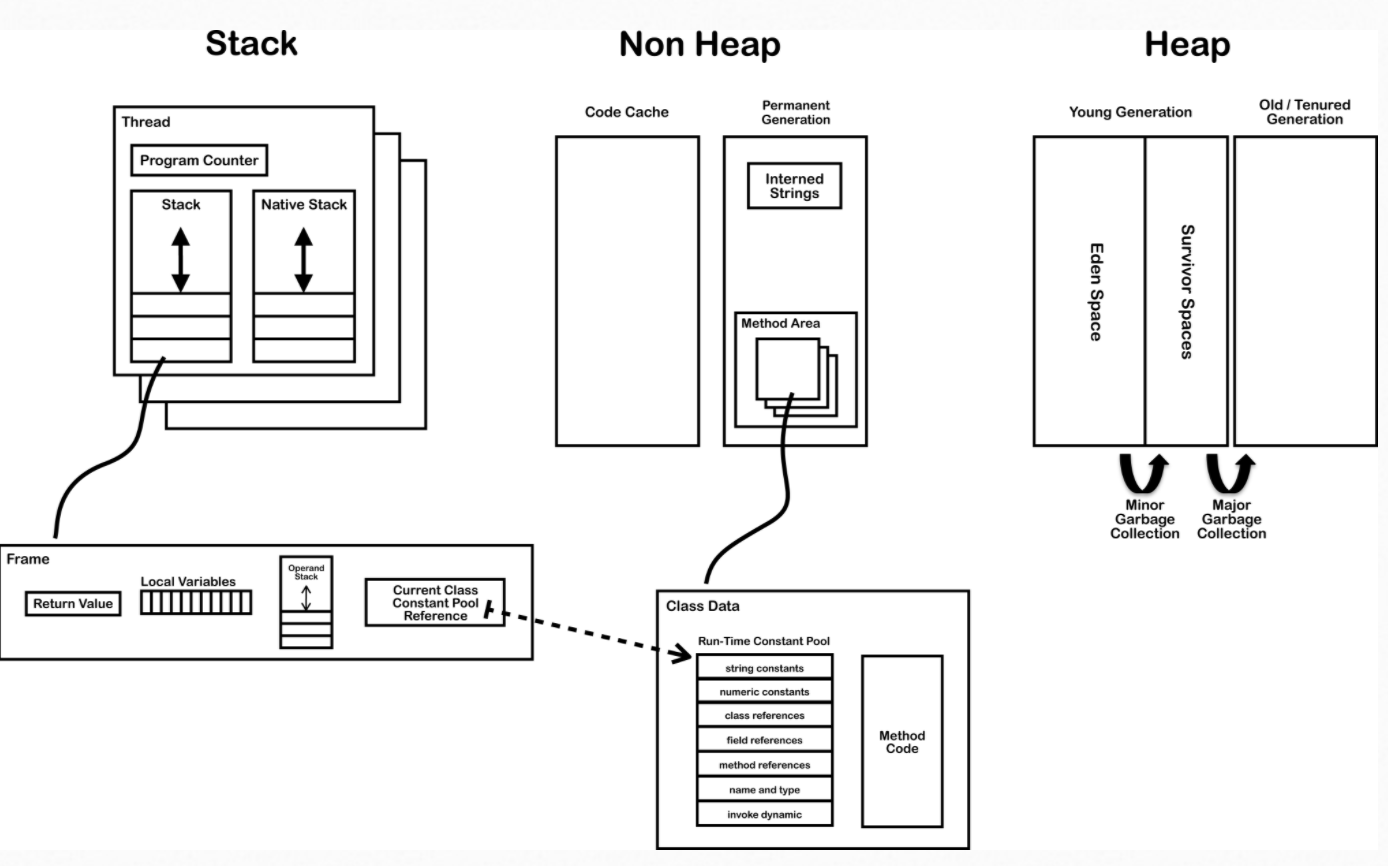 Stack
Non Heap
Heap
Thread
Program Counter
Stack
Native Stack
Code Cache
Permanent
Generation
Interned
Strings
Method Area
Young Generation
Old / Tenured
Generation
Eden Space
Survivor Spaces
Minor
Garbage
Collection
Major
Garbage
Collection
Frame
Return Value
Local Variables
Operand
Stack
Current Class
Constant Pool
Reference
Class Data
Run-Time Constant Pool
string constants
numeric constants
class references
field references
method references
name and type
invoke dynamic
Method
Code